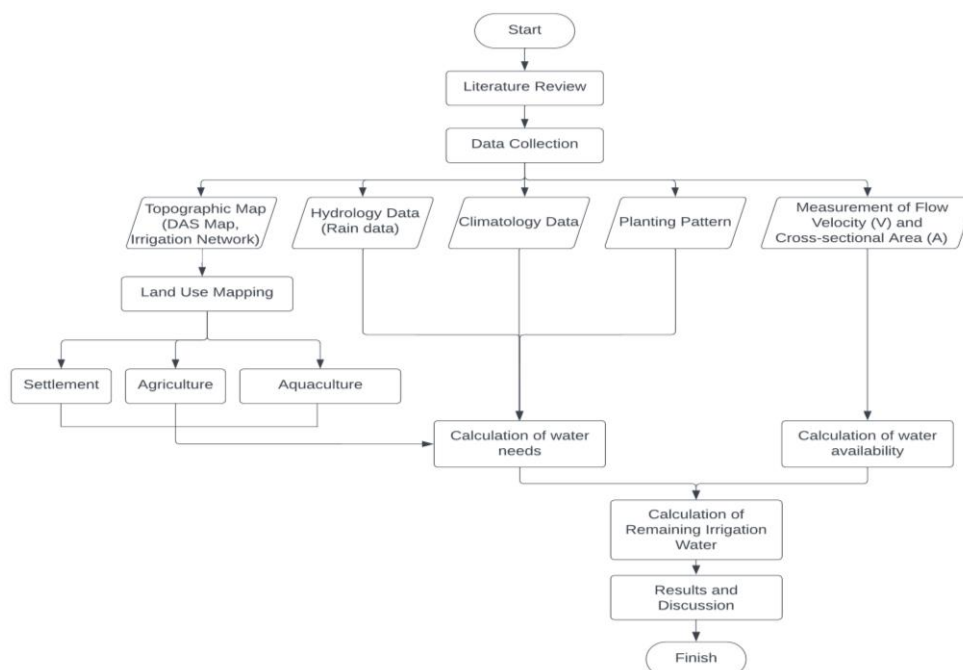 Start
Literature Review
Data Collection
Topographic Map
(DAS Map,
Irrigation Network)
Hydrology Data
(Rain data)
Climatology Data
Planting Pattern
Measurement of Flow
Velocity (V) and
Cross-sectional Area (A)
Land Use Mapping
Settlement
Agriculture
Aquaculture
Calculation of water
needs
Calculation of water
availability
Calculation of
Remaining Irrigation
Water
Results and
Discussion
Finish